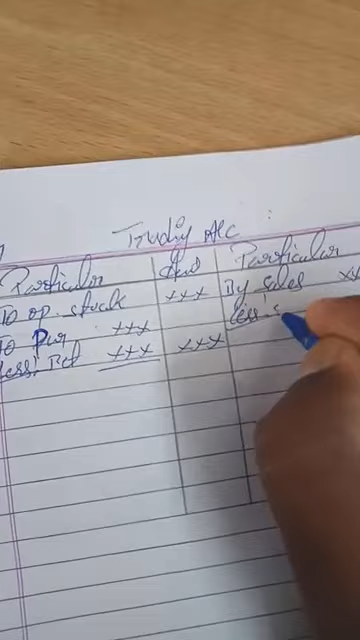 Trading A/c
Particular Amt Particular
To op. stock xxx By sales xx
To Pur xxx less: s
less: Ret xxx xxx